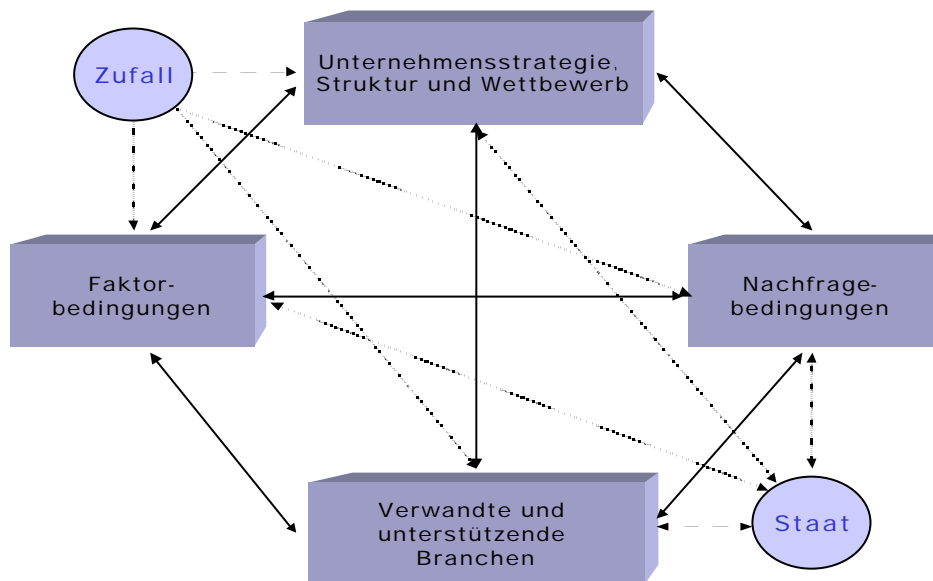 Zufall
Unternehmensstrategie,
Struktur und Wettbewerb
Faktor-
bedingungen
Nachfrage-
bedingungen
Verwandte und
unterstützende
Branchen
Staat